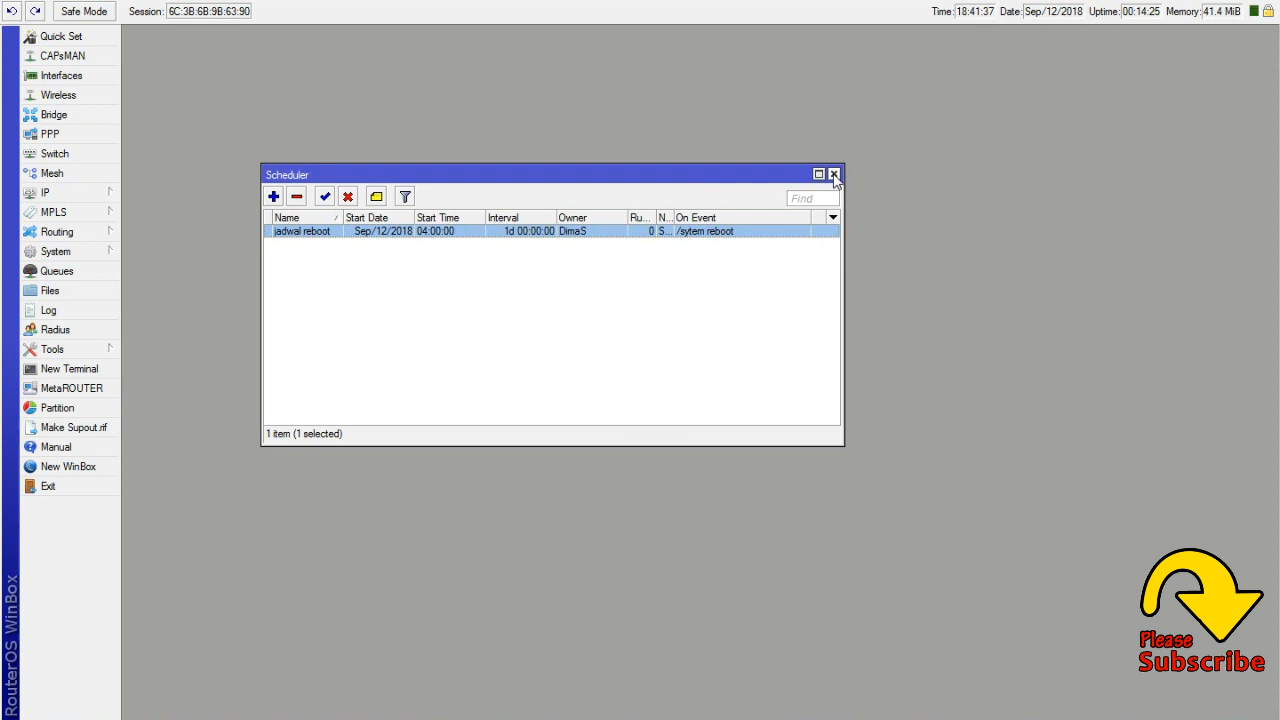 Safe Mode Session: 6C:3B:6B:9B:63:90 Time: 18:41:37 Date: Sep/12/2018 Uptime: 00:14:25 Memory: 41.4 MiB
Quick Set
CAPsMAN
Interfaces
Wireless
Bridge
PPP
Switch
Mesh
IP
MPLS
Routing
System
Queues
Files
Log
Radius
Tools
New Terminal
MetaROUTER
Partition
Make Supout.rif
Manual
New WinBox
Exit
RouterOS WinBox
Scheduler
Find
Name Start Date Start Time Interval Owner Ru... N... On Event
jadwal reboot Sep/12/2018 04:00:00 1d 00:00:00 DimaS 0 S... /sytem reboot
1 item (1 selected)
Please
Subscribe